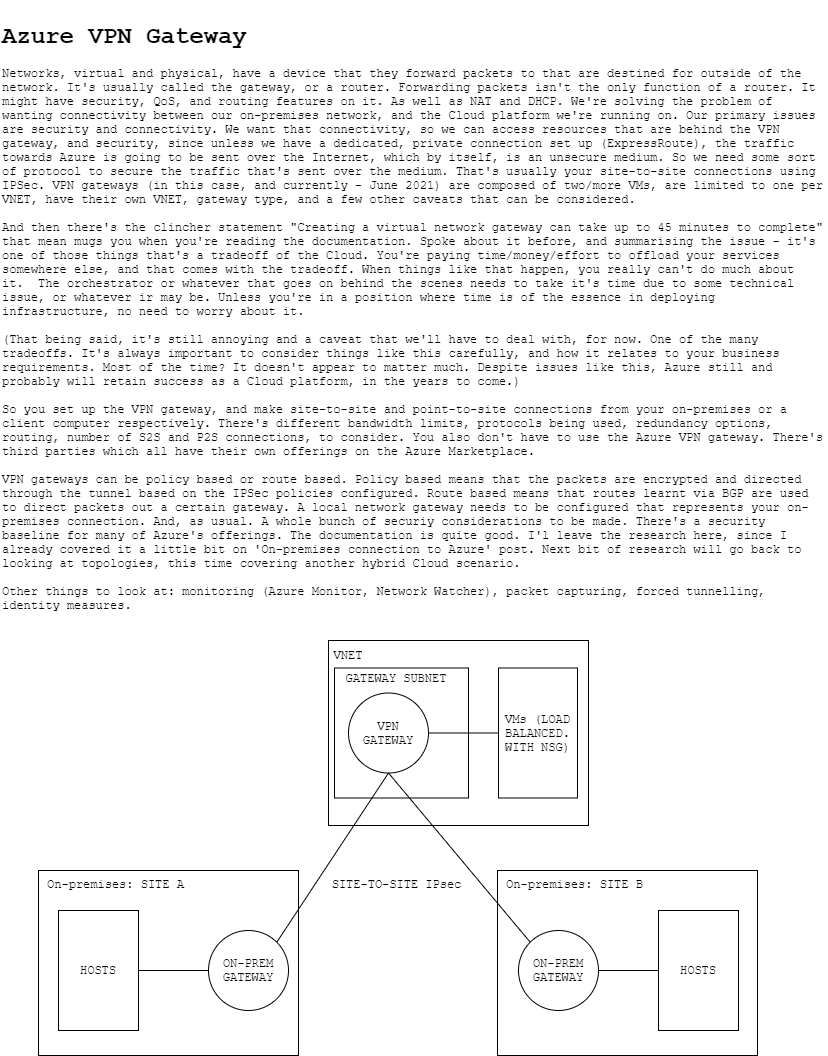 Azure VPN Gateway
Networks, virtual and physical, have a device that they forward packets to that are destined for outside of the
network. It's usually called the gateway, or a router. Forwarding packets isn't the only function of a router. It
might have security, QoS, and routing features on it. As well as NAT and DHCP. We're solving the problem of
wanting connectivity between our on-premises network, and the Cloud platform we're running on. Our primary issues
are security and connectivity. We want that connectivity, so we can access resources that are behind the VPN
gateway, and security, since unless we have a dedicated, private connection set up (ExpressRoute), the traffic
towards Azure is going to be sent over the Internet, which by itself, is an unsecure medium. So we need some sort
of protocol to secure the traffic that's sent over the medium. That's usually your site-to-site connections using
IPSec. VPN gateways (in this case, and currently - June 2021) are composed of two/more VMs, are limited to one per
VNET, have their own VNET, gateway type, and a few other caveats that can be considered.
And then there's the clincher statement "Creating a virtual network gateway can take up to 45 minutes to complete"
that mean mugs you when you're reading the documentation. Spoke about it before, and summarising the issue - it's
one of those things that's a tradeoff of the Cloud. You're paying time/money/effort to offload your services
somewhere else, and that comes with the tradeoff. When things like that happen, you really can't do much about
it.  The orchestrator or whatever that goes on behind the scenes needs to take it's time due to some technical
issue, or whatever ir may be. Unless you're in a position where time is of the essence in deploying
infrastructure, no need to worry about it.
(That being said, it's still annoying and a caveat that we'll have to deal with, for now. One of the many
tradeoffs. It's always important to consider things like this carefully, and how it relates to your business
requirements. Most of the time? It doesn't appear to matter much. Despite issues like this, Azure still and
probably will retain success as a Cloud platform, in the years to come.)
So you set up the VPN gateway, and make site-to-site and point-to-site connections from your on-premises or a
client computer respectively. There's different bandwidth limits, protocols being used, redundancy options,
routing, number of S2S and P2S connections, to consider. You also don't have to use the Azure VPN gateway. There's
third parties which all have their own offerings on the Azure Marketplace.
VPN gateways can be policy based or route based. Policy based means that the packets are encrypted and directed
through the tunnel based on the IPSec policies configured. Route based means that routes learnt via BGP are used
to direct packets out a certain gateway. A local network gateway needs to be configured that represents your on-
premises connection. And, as usual. A whole bunch of securiy considerations to be made. There's a security
baseline for many of Azure's offerings. The documentation is quite good. I'l leave the research here, since I
already covered it a little bit on 'On-premises connection to Azure' post. Next bit of research will go back to
looking at topologies, this time covering another hybrid Cloud scenario.
Other things to look at: monitoring (Azure Monitor, Network Watcher), packet capturing, forced tunnelling,
identity measures.
VNET
GATEWAY SUBNET
VPN
GATEWAY
VMs (LOAD
BALANCED.
WITH NSG)
On-premises: SITE A
SITE-TO-SITE IPsec
On-premises: SITE B
HOSTS
ON-PREM
GATEWAY
ON-PREM
GATEWAY
HOSTS